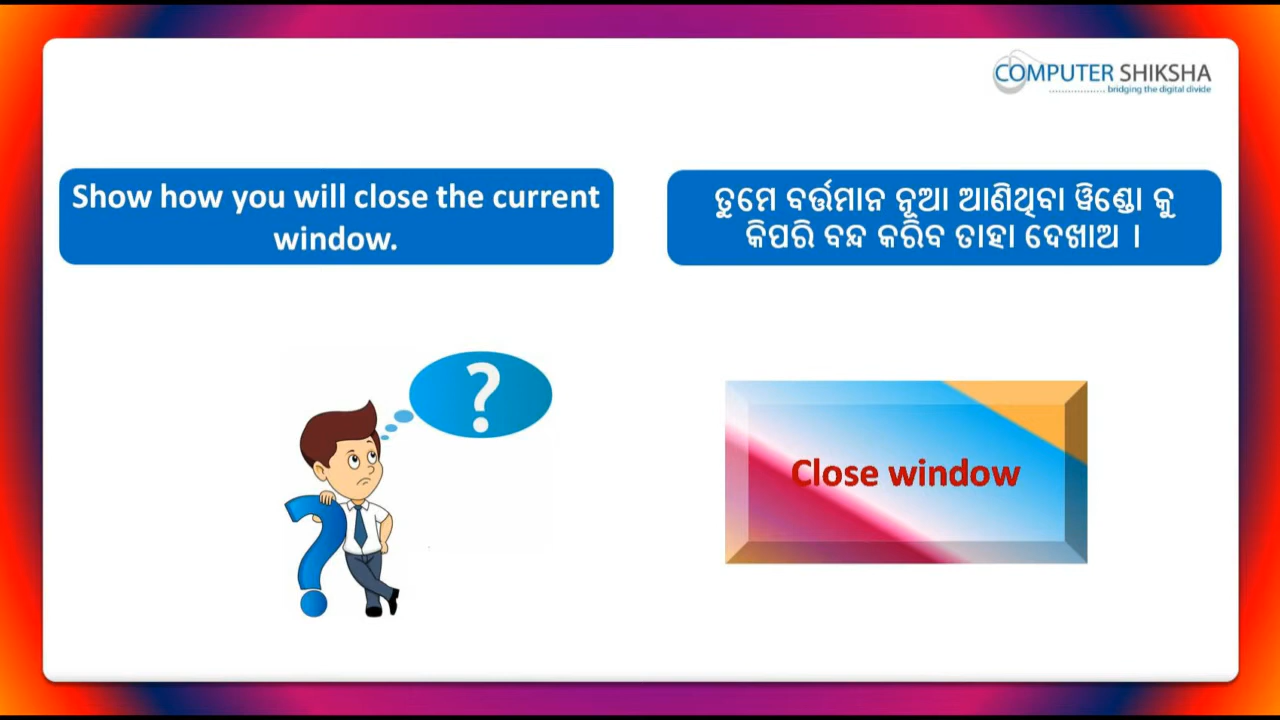 COMPUTER SHIKSHA
bridging the digital divide
Show how you will close the current
window.
ତୁମେ ବର୍ତ୍ତମାନ ନୂଆ ଆଣିଥିବା ୱିଣ୍ଡୋ କୁ
କିପରି ବନ୍ଦ କରିବ ତାହା ଦେଖାଅ ।
?
Close window